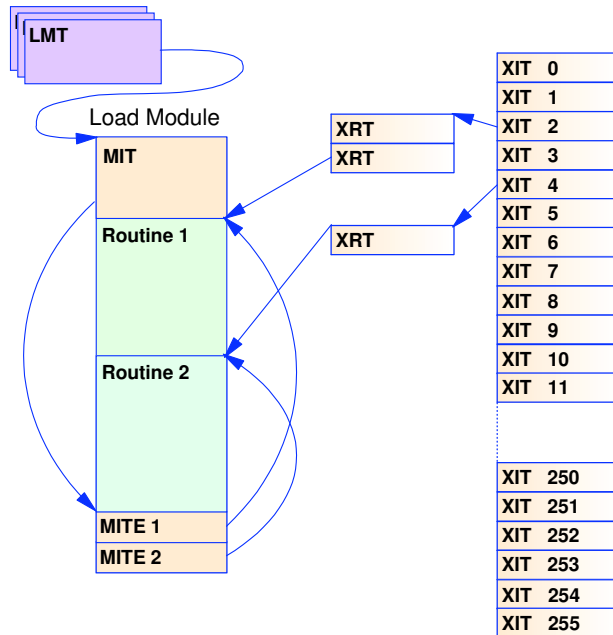 LMT
Load Module
MIT
Routine 1
Routine 2
MITE 1
MITE 2
XRT
XRT
XRT
XIT 0
XIT 1
XIT 2
XIT 3
XIT 4
XIT 5
XIT 6
XIT 7
XIT 8
XIT 9
XIT 10
XIT 11
XIT 250
XIT 251
XIT 252
XIT 253
XIT 254
XIT 255